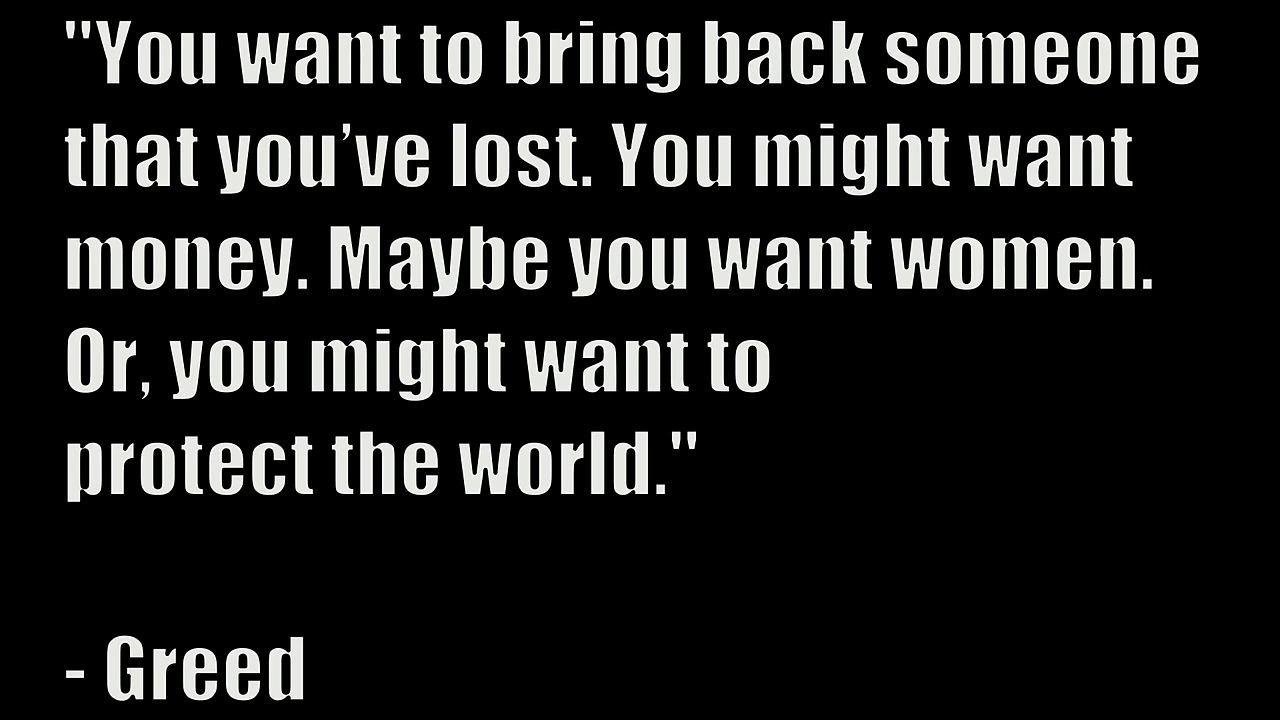 "You want to bring back someone
that you’ve lost. You might want
money. Maybe you want women.
Or, you might want to
protect the world."
- Greed